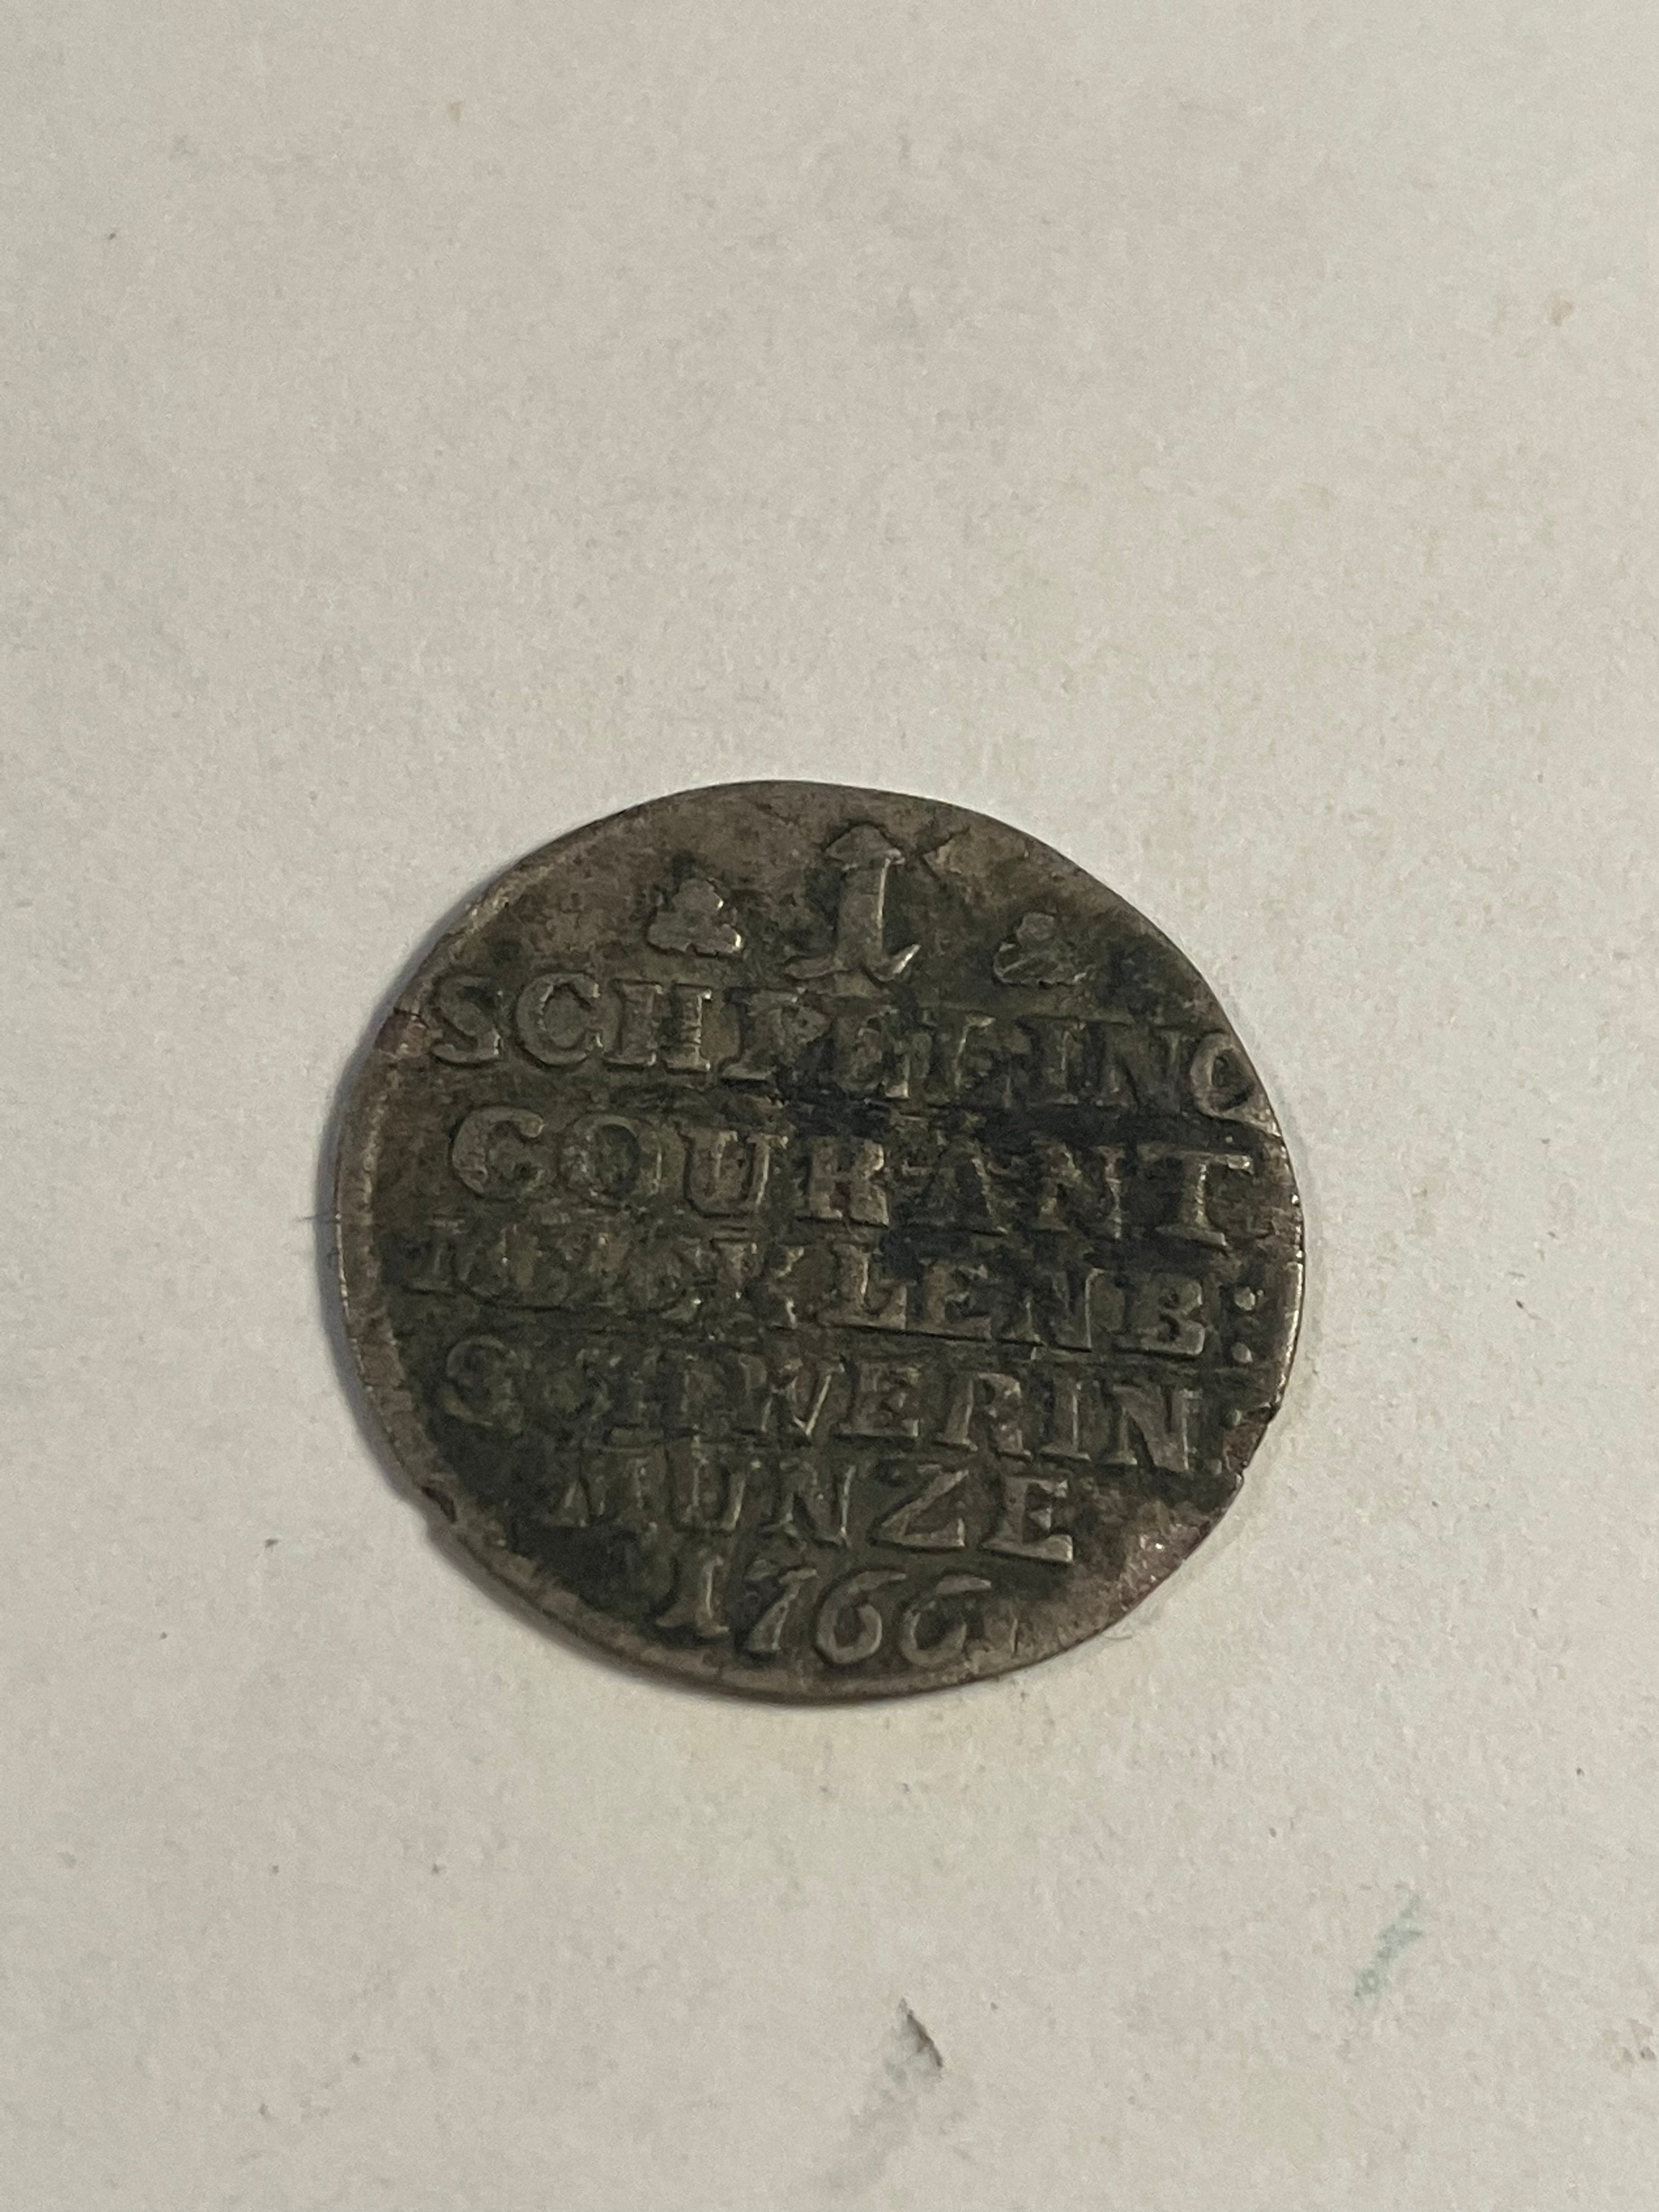 1
SCHILLING
COURANT
MECKLENB:
SCHWERIN:
MUNZE
1766